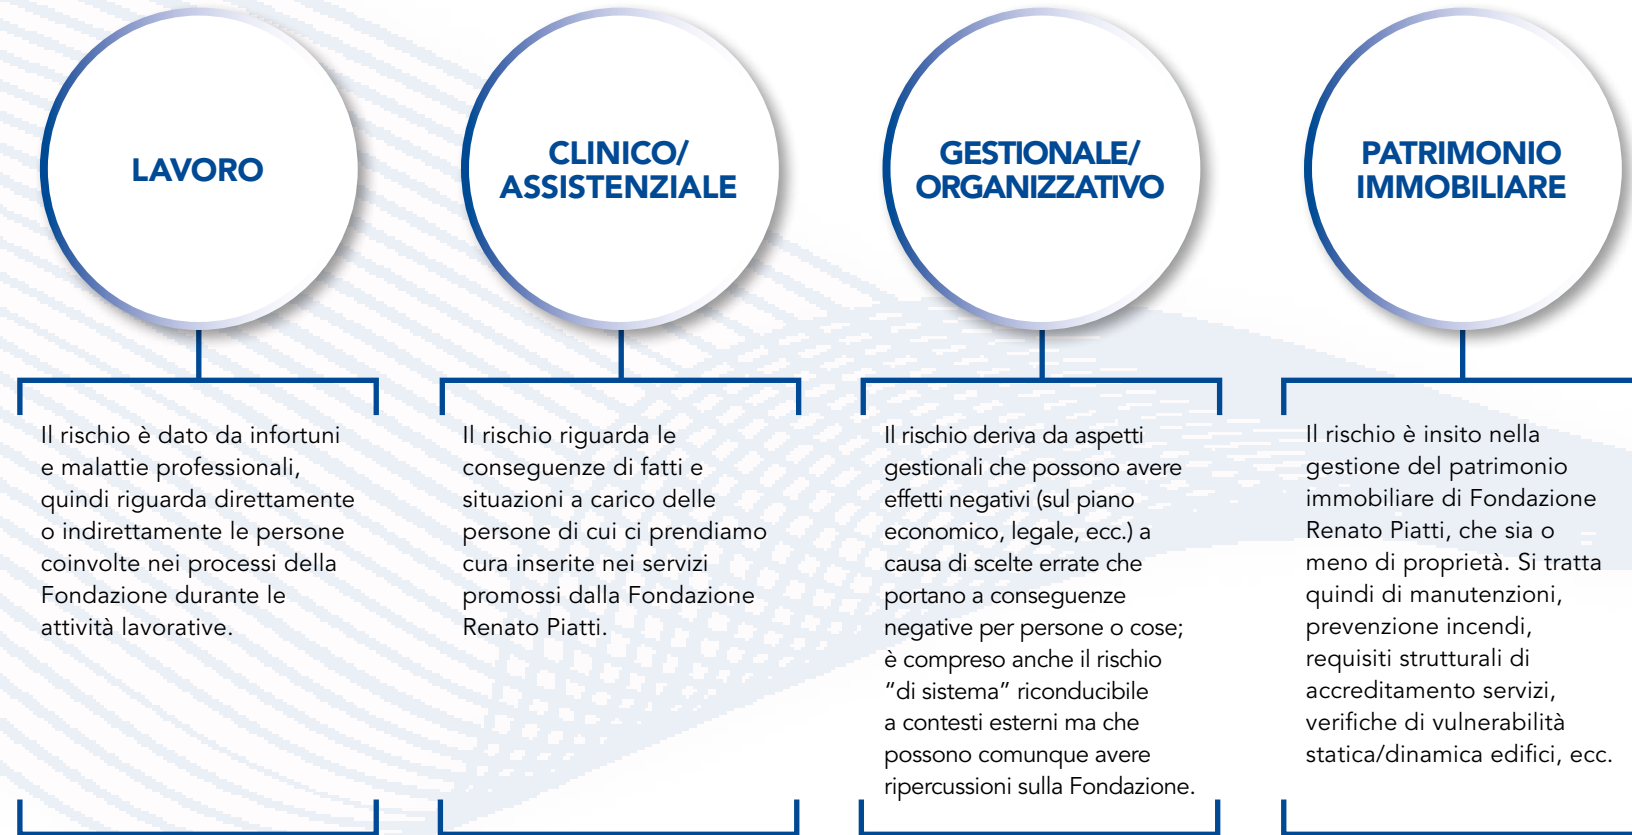 LAVORO
Il rischio è dato da infortuni
e malattie professionali,
quindi riguarda direttamente
o indirettamente le persone
coinvolte nei processi della
Fondazione durante le
attività lavorative.
CLINICO/
ASSISTENZIALE
Il rischio riguarda le
conseguenze di fatti e
situazioni a carico delle
persone di cui ci prendiamo
cura inserite nei servizi
promossi dalla Fondazione
Renato Piatti.
GESTIONALE/
ORGANIZZATIVO
Il rischio deriva da aspetti
gestionali che possono avere
effetti negativi (sul piano
economico, legale, ecc.) a
causa di scelte errate che
portano a conseguenze
negative per persone o cose;
è compreso anche il rischio
“di sistema” riconducibile
a contesti esterni ma che
possono comunque avere
ripercussioni sulla Fondazione.
PATRIMONIO
IMMOBILIARE
Il rischio è insito nella
gestione del patrimonio
immobiliare di Fondazione
Renato Piatti, che sia o
meno di proprietà. Si tratta
quindi di manutenzioni,
prevenzione incendi,
requisiti strutturali di
accreditamento servizi,
verifiche di vulnerabilità
statica/dinamica edifici, ecc.